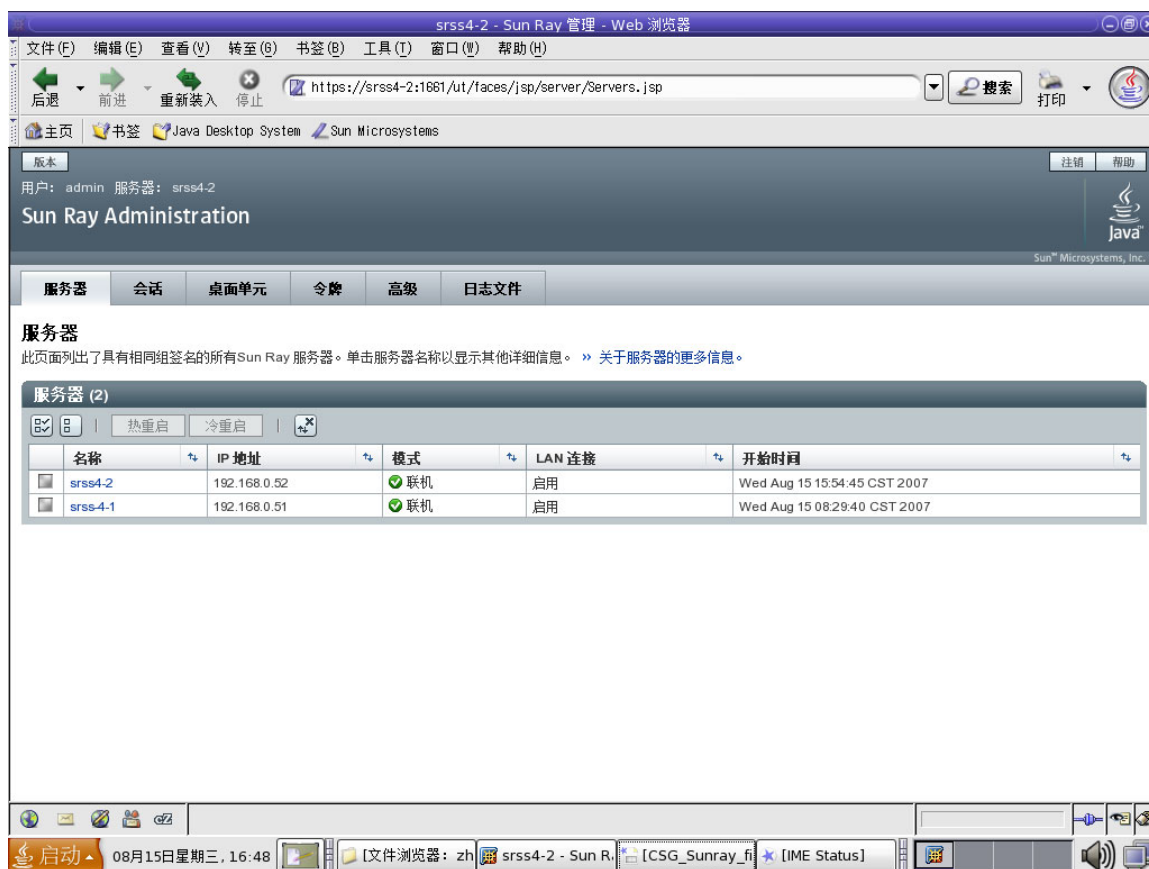 srss4-2 - Sun Ray 管理 - Web 浏览器
文件(F) 编辑(E) 查看(V) 转至(G) 书签(B) 工具(T) 窗口(W) 帮助(H)
后退 前进 重新装入 停止 https://srss4-2:1661/ut/faces/jsp/server/Servers.jsp 搜索 打印
主页 书签 Java Desktop System Sun Microsystems
版本 注销 帮助
用户: admin 服务器: srss4-2
Sun Ray Administration
Java™
Sun™ Microsystems, Inc.
服务器 会话 桌面单元 令牌 高级 日志文件
服务器
此页面列出了具有相同组签名的所有Sun Ray 服务器。单击服务器名称以显示其他详细信息。 » 关于服务器的更多信息。
服务器 (2)
热重启 冷重启
名称 IP 地址 模式 LAN 连接 开始时间
srss4-2 192.168.0.52 联机 启用 Wed Aug 15 15:54:45 CST 2007
srss-4-1 192.168.0.51 联机 启用 Wed Aug 15 08:29:40 CST 2007
启动 08月15日星期三, 16:48 [文件浏览器: zh srss4-2 - Sun R [CSG_Sunray_fi [IME Status]